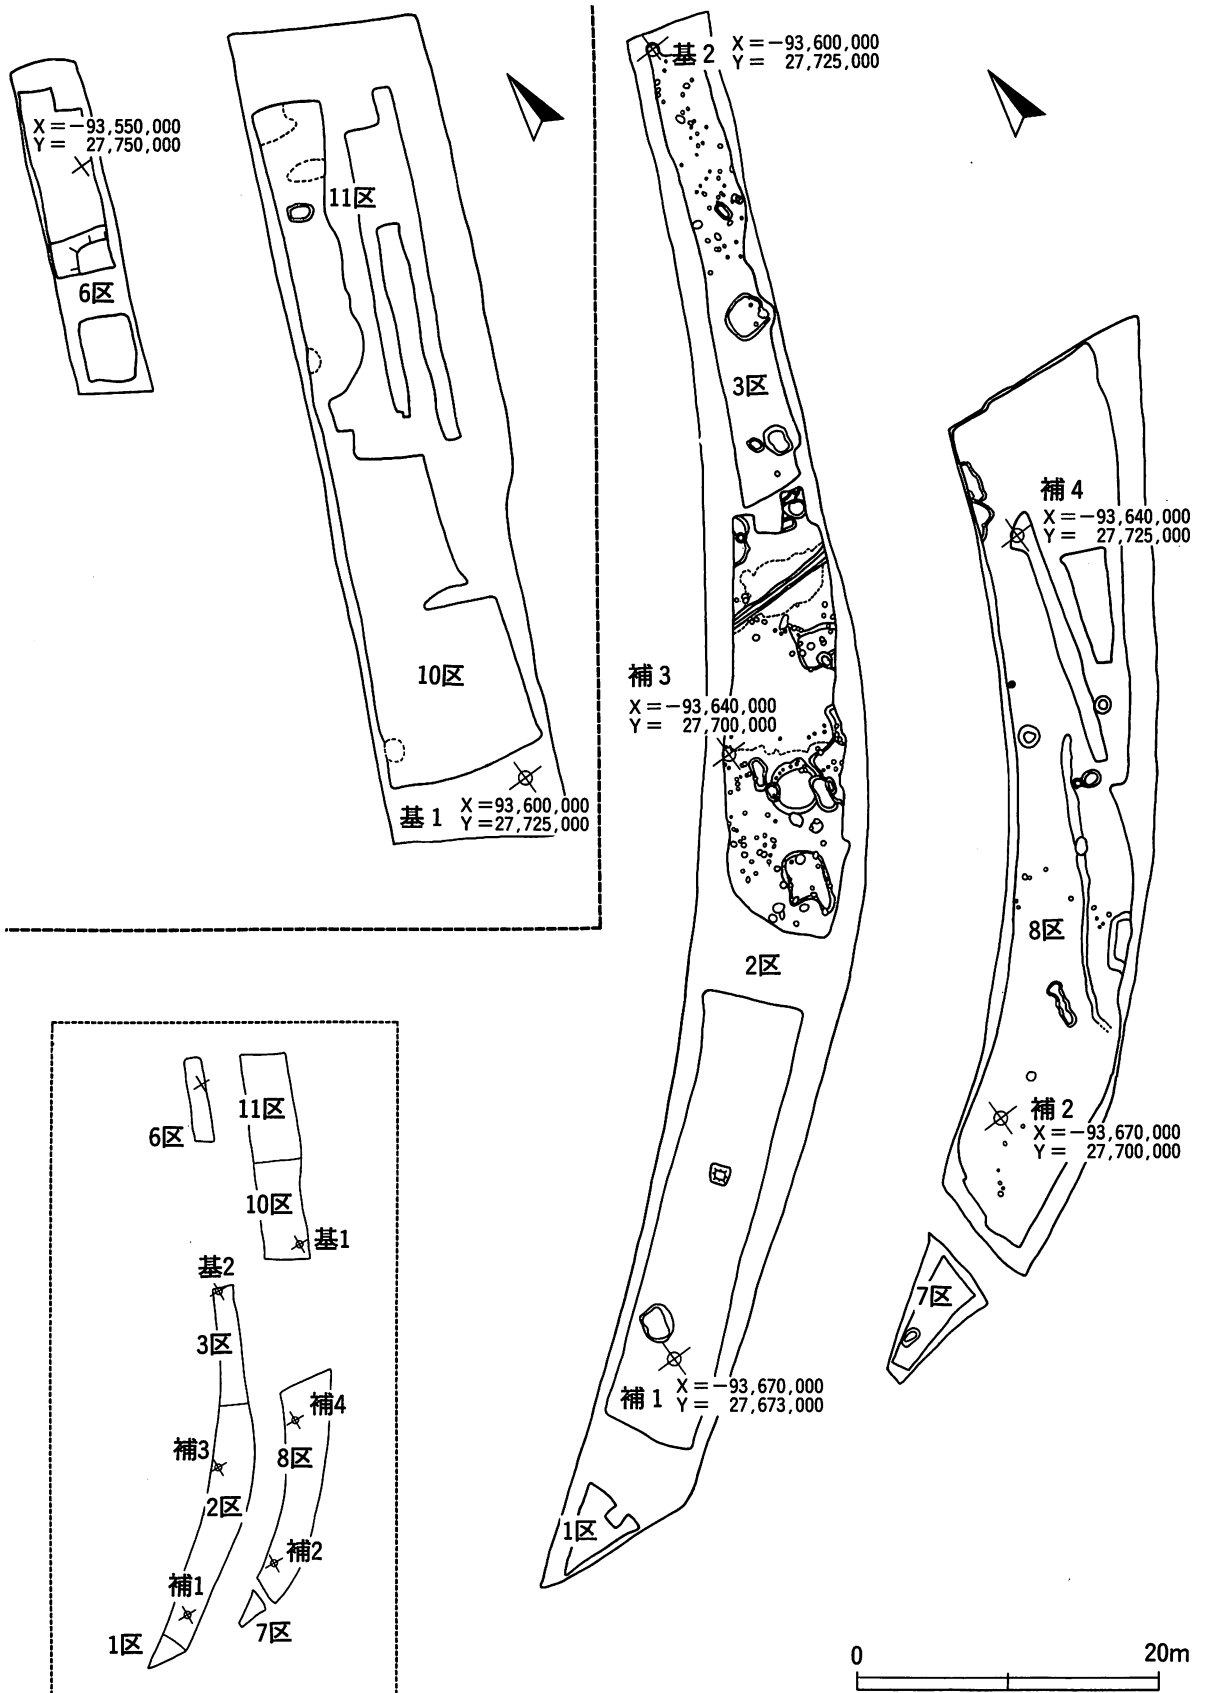 X=-93,550,000
Y= 27,750,000
6区
11区
10区
基1
X=93,600,000
Y=27,725,000
基2
X=-93,600,000
Y= 27,725,000
3区
補3
X=-93,640,000
Y= 27,700,000
2区
補1
X=-93,670,000
Y= 27,673,000
1区
補4
X=-93,640,000
Y= 27,725,000
8区
補2
X=-93,670,000
Y= 27,700,000
7区
6区
11区
10区
基1
基2
3区
補4
補3
8区
2区
補2
補1
7区
1区
0 20m